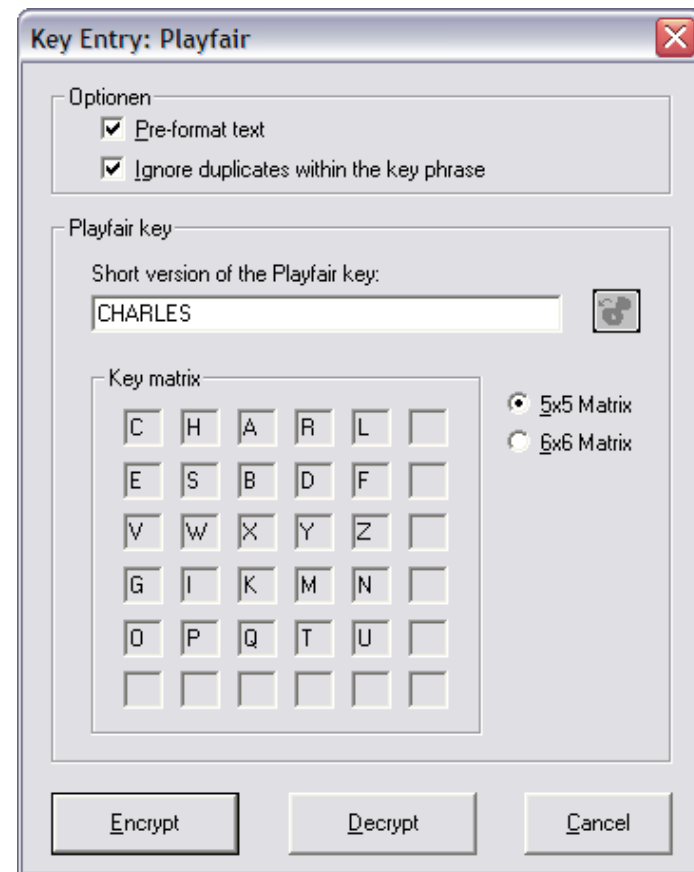 Key Entry: Playfair
Optionen
Pre-format text
Ignore duplicates within the key phrase
Playfair key
Short version of the Playfair key:
CHARLES
Key matrix
C H A R L
E S B D F
V W X Y Z
G I K M N
O P Q T U
5x5 Matrix
6x6 Matrix
Encrypt Decrypt Cancel